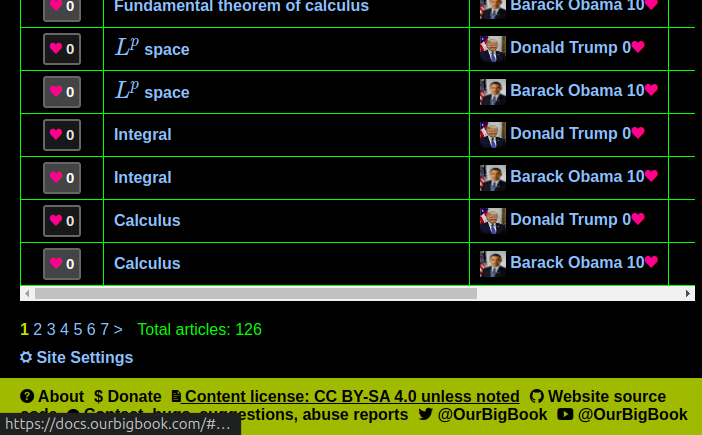 0 Fundamental theorem of calculus Barack Obama 10
0 L^p space Donald Trump 0
0 L^p space Barack Obama 10
0 Integral Donald Trump 0
0 Integral Barack Obama 10
0 Calculus Donald Trump 0
0 Calculus Barack Obama 10
1 2 3 4 5 6 7 > Total articles: 126
Site Settings
About $ Donate Content license: CC BY-SA 4.0 unless noted Website source
code Contact, bugs, suggestions, abuse reports @OurBigBook @OurBigBook
https://docs.ourbigbook.com/#…